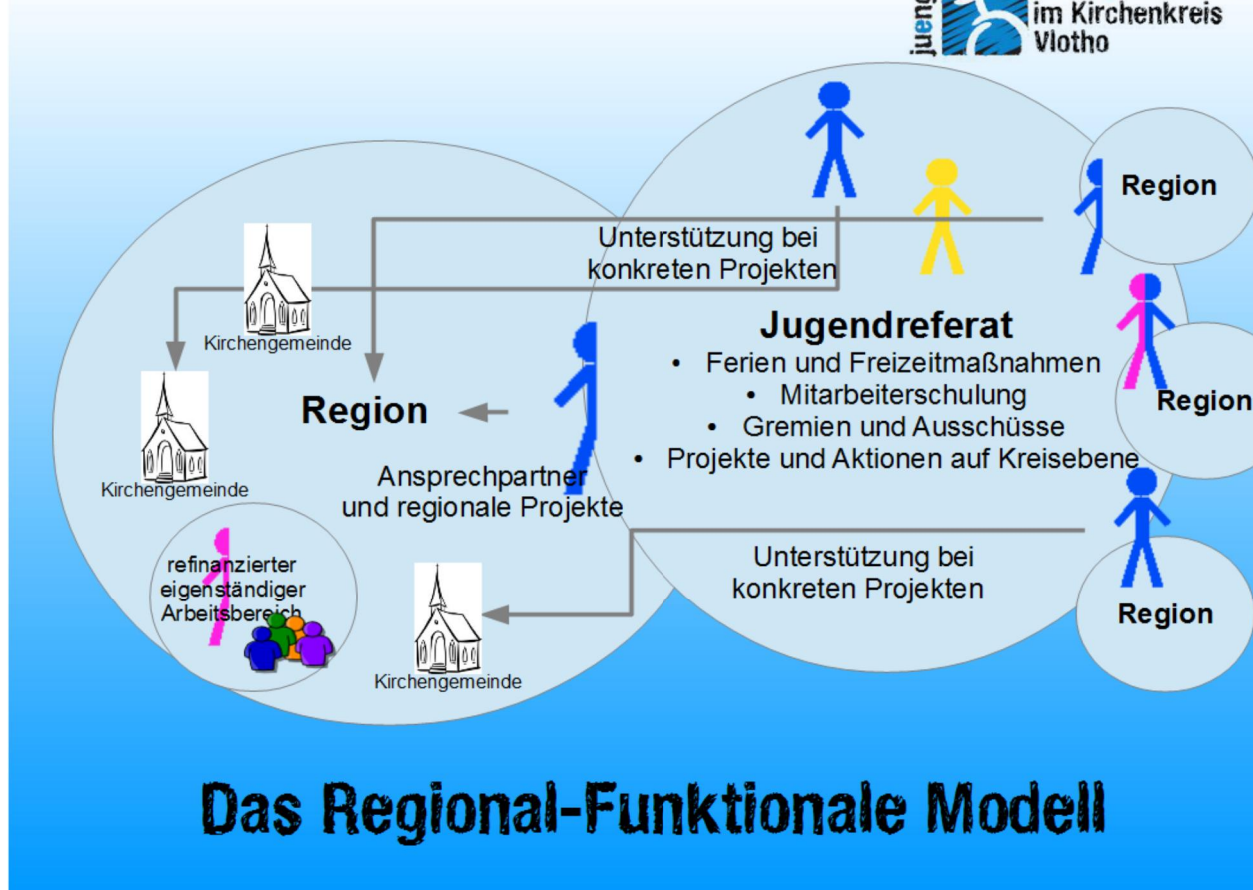 jueng
im Kirchenkreis
Vlotho
Region
Unterstützung bei
konkreten Projekten
Kirchengemeinde
Jugendreferat
• Ferien und Freizeitmaßnahmen
• Mitarbeiterschulung
• Gremien und Ausschüsse
• Projekte und Aktionen auf Kreisebene
Region
Region
Kirchengemeinde
Ansprechpartner
und regionale Projekte
refinanzierter
eigenständiger
Arbeitsbereich
Unterstützung bei
konkreten Projekten
Region
Kirchengemeinde
Das Regional-Funktionale Modell